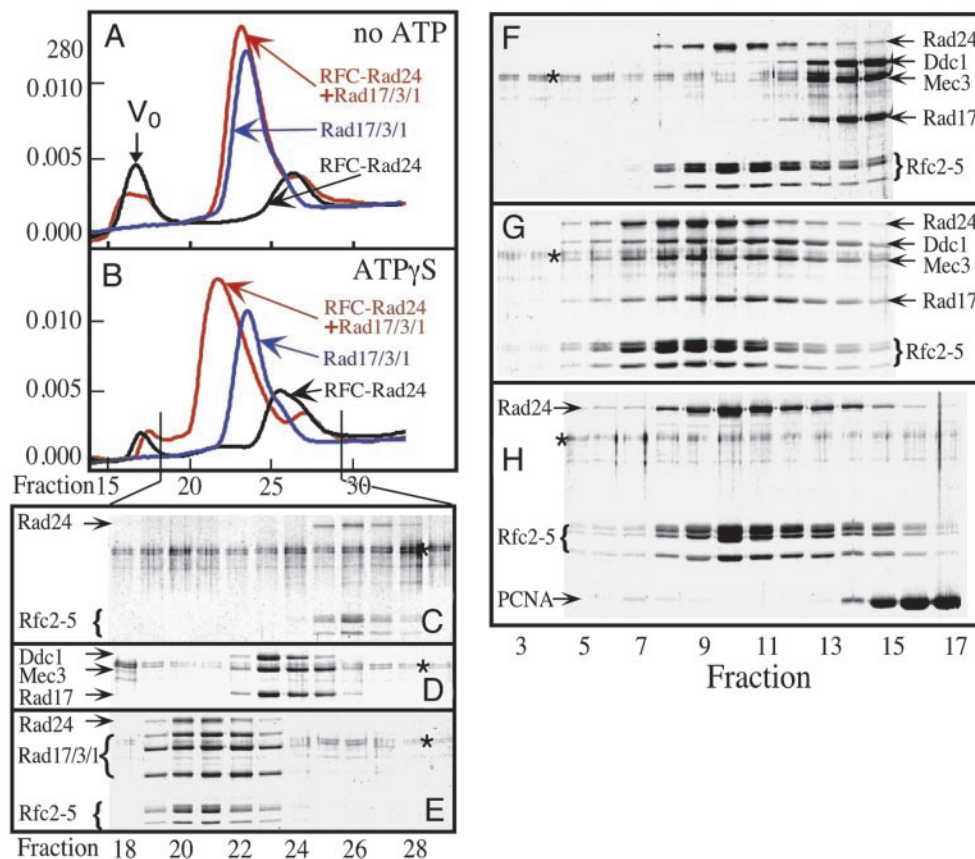 A
no ATP
280
0.010
0.005
0.000
V0
RFC-Rad24
+Rad17/3/1
Rad17/3/1
RFC-Rad24
B
ATPγS
0.010
0.005
0.000
RFC-Rad24
+Rad17/3/1
Rad17/3/1
RFC-Rad24
Fraction 15 20 25 30
Rad24
*
Rfc2-5 {
C
Ddc1
Mec3
Rad17
*
D
Rad24
Rad17/3/1 {
*
Rfc2-5 {
E
Fraction 18 20 22 24 26 28
F
*
Rad24
Ddc1
Mec3
Rad17
} Rfc2-5
G
*
Rad24
Ddc1
Mec3
Rad17
} Rfc2-5
Rad24
*
H
Rfc2-5 {
PCNA
3 5 7 9 11 13 15 17
Fraction